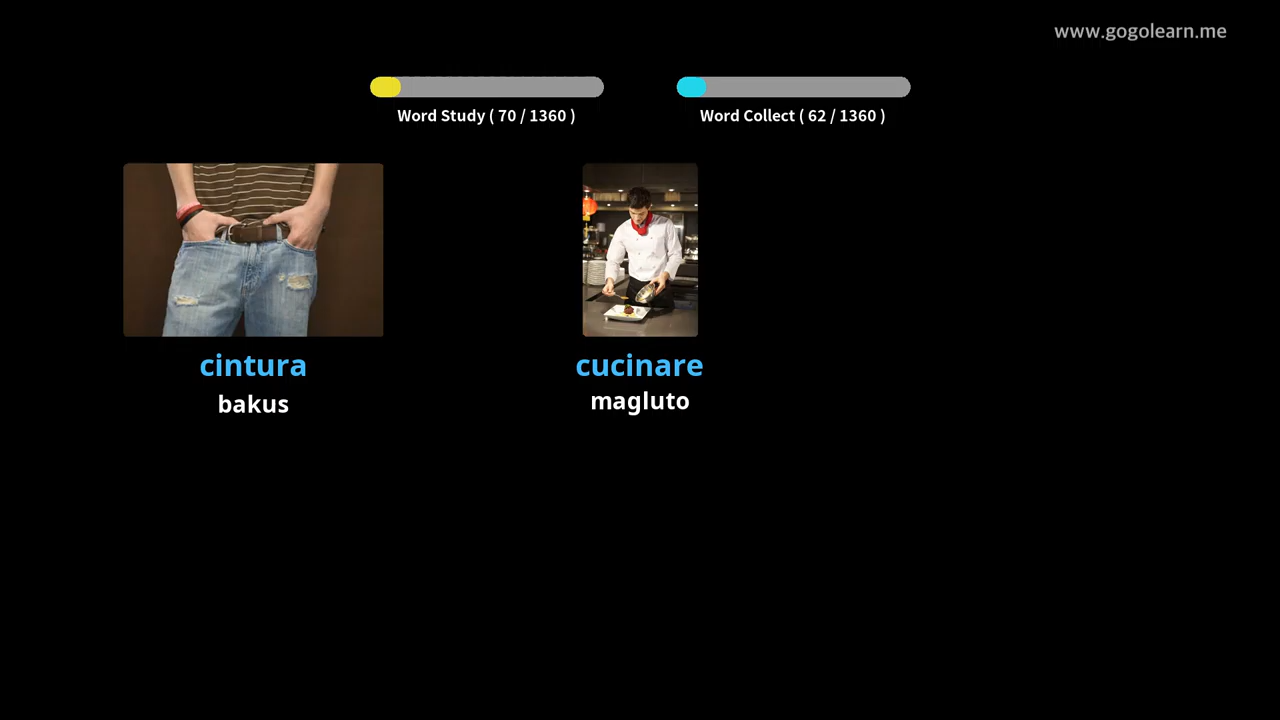 www.gogolearn.me
Word Study ( 70 / 1360 )
Word Collect ( 62 / 1360 )
cintura
bakus
cucinare
magluto